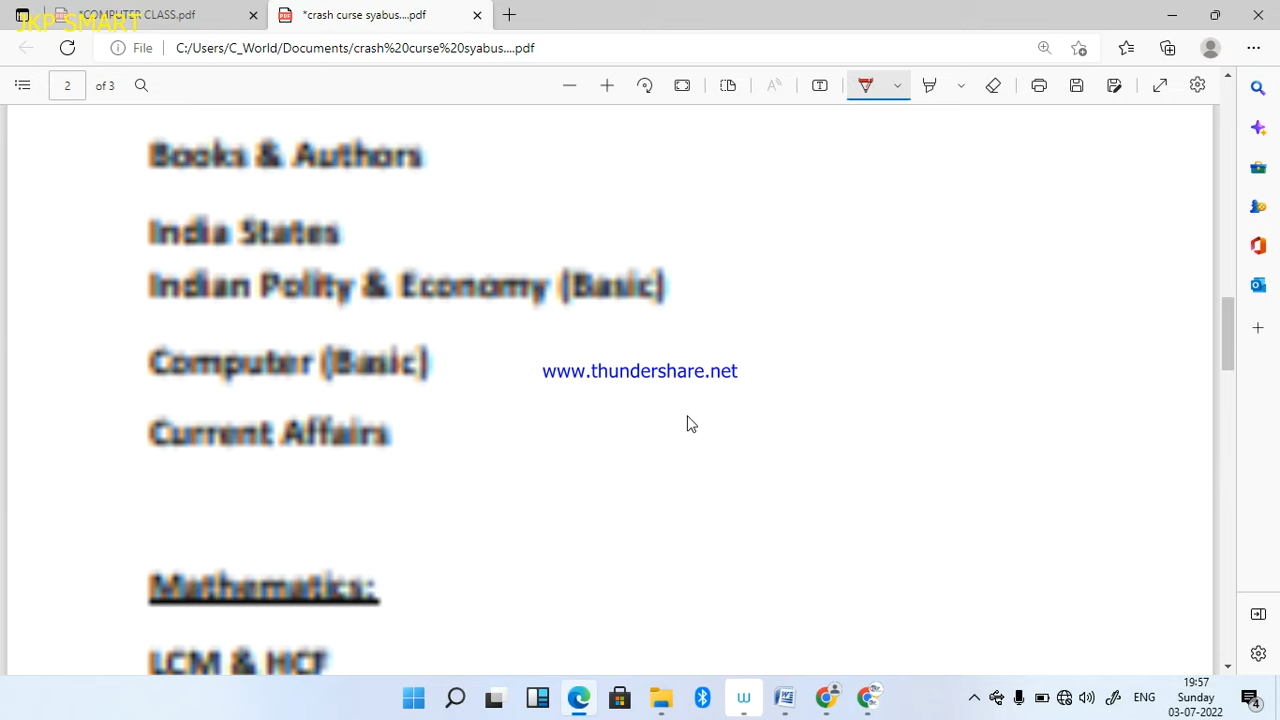 *COMPUTER CLASS.pdf
*crash curse syabus....pdf
JKP SMART
File
C:/Users/C_World/Documents/crash%20curse%20syabus....pdf
2 of 3
Books & Authors
India States
Indian Polity & Economy (Basic)
Computer (Basic)
www.thundershare.net
Current Affairs
Mathematics:
LCM & HCF
ENG
19:57
Sunday
03-07-2022
4